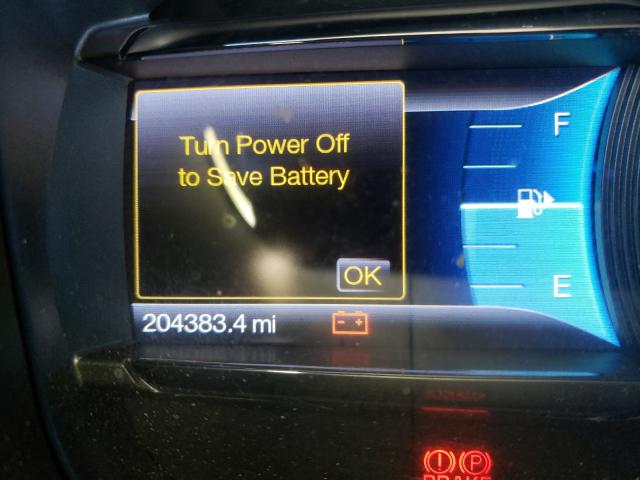 Turn Power Off
to Save Battery
F
OK
E
204383.4 mi
P
BRAKE